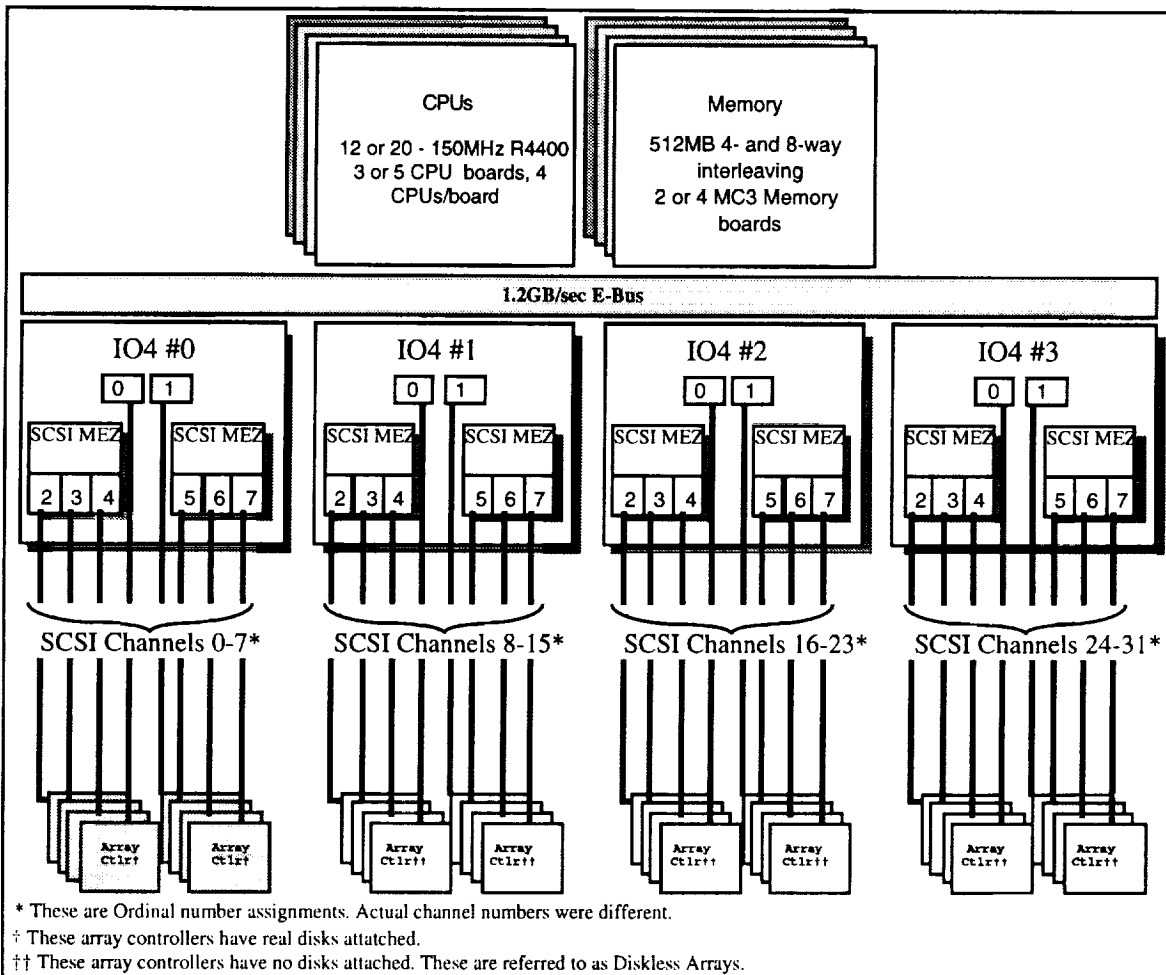 CPUs
12 or 20 - 150MHz R4400
3 or 5 CPU boards, 4
CPUs/board
Memory
512MB 4- and 8-way
interleaving
2 or 4 MC3 Memory
boards
1.2GB/sec E-Bus
IO4 #0
0 1
SCSI MEZ SCSI MEZ
2 3 4 5 6 7
IO4 #1
0 1
SCSI MEZ SCSI MEZ
2 3 4 5 6 7
IO4 #2
0 1
SCSI MEZ SCSI MEZ
2 3 4 5 6 7
IO4 #3
0 1
SCSI MEZ SCSI MEZ
2 3 4 5 6 7
SCSI Channels 0-7*
SCSI Channels 8-15*
SCSI Channels 16-23*
SCSI Channels 24-31*
Array
Ctlr†
Array
Ctlr†
Array
Ctlr††
Array
Ctlr††
Array
Ctlr††
Array
Ctlr††
Array
Ctlr††
Array
Ctlr††
* These are Ordinal number assignments. Actual channel numbers were different.
† These array controllers have real disks attatched.
†† These array controllers have no disks attached. These are referred to as Diskless Arrays.